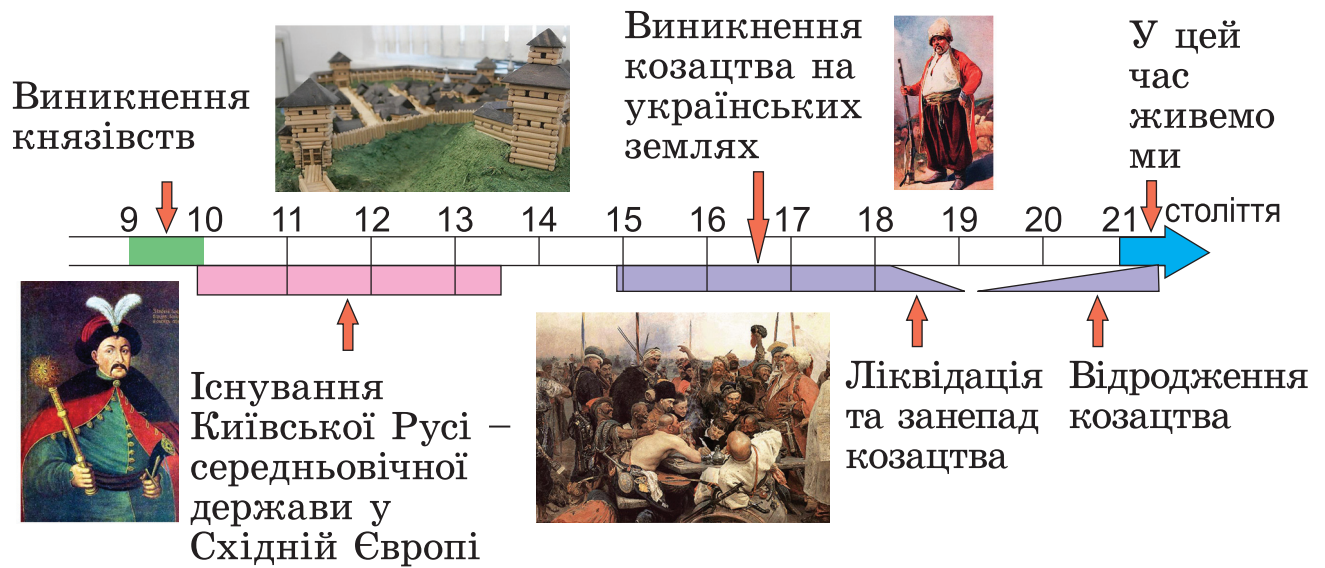 Виникнення
князівств
Виникнення
козацтва на
українських
землях
У цей
час
живемо
ми
9 10 11 12 13 14 15 16 17 18 19 20 21 століття
Існування
Київської Русі –
середньовічної
держави у
Східній Європі
Ліквідація
та занепад
козацтва
Відродження
козацтва